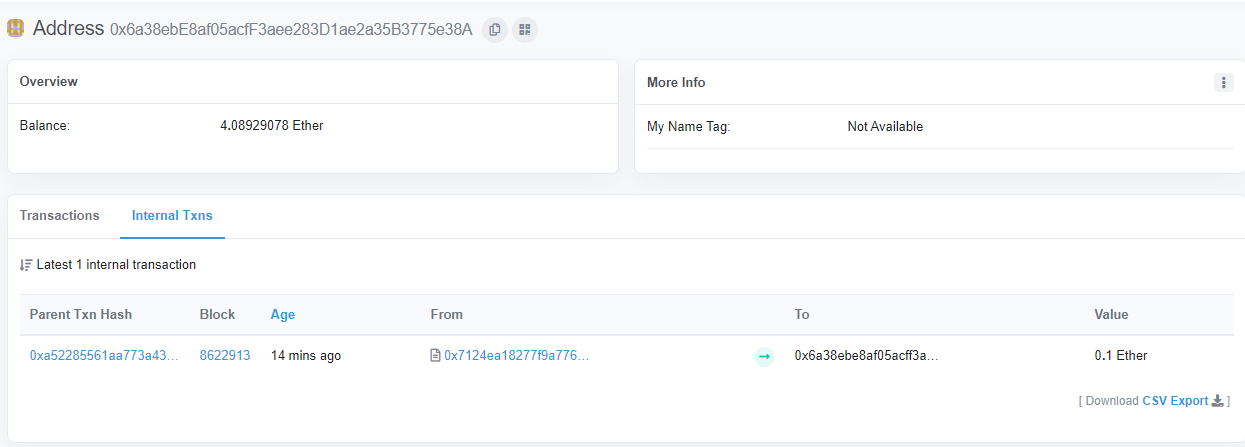 Address 0x6a38ebE8af05acfF3aee283D1ae2a35B3775e38A
Overview
Balance: 4.08929078 Ether
More Info
My Name Tag: Not Available
Transactions Internal Txns
Latest 1 internal transaction
Parent Txn Hash Block Age From To Value
0xa52285561aa773a43... 8622913 14 mins ago 0x7124ea18277f9a776... 0x6a38ebe8af05acff3a... 0.1 Ether
[ Download CSV Export ]